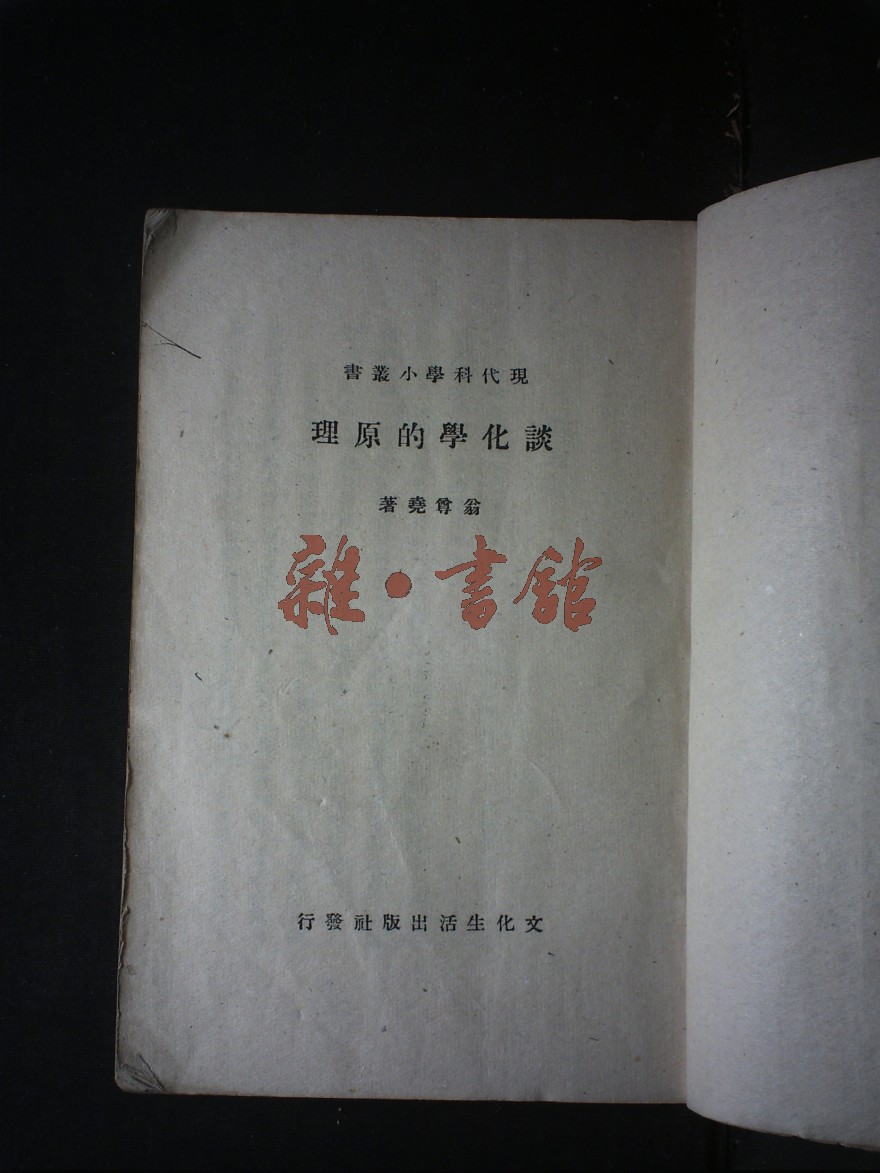 現代科學小叢書
談化學的原理
翁尊堯著
雜·書館
文化生活出版社發行